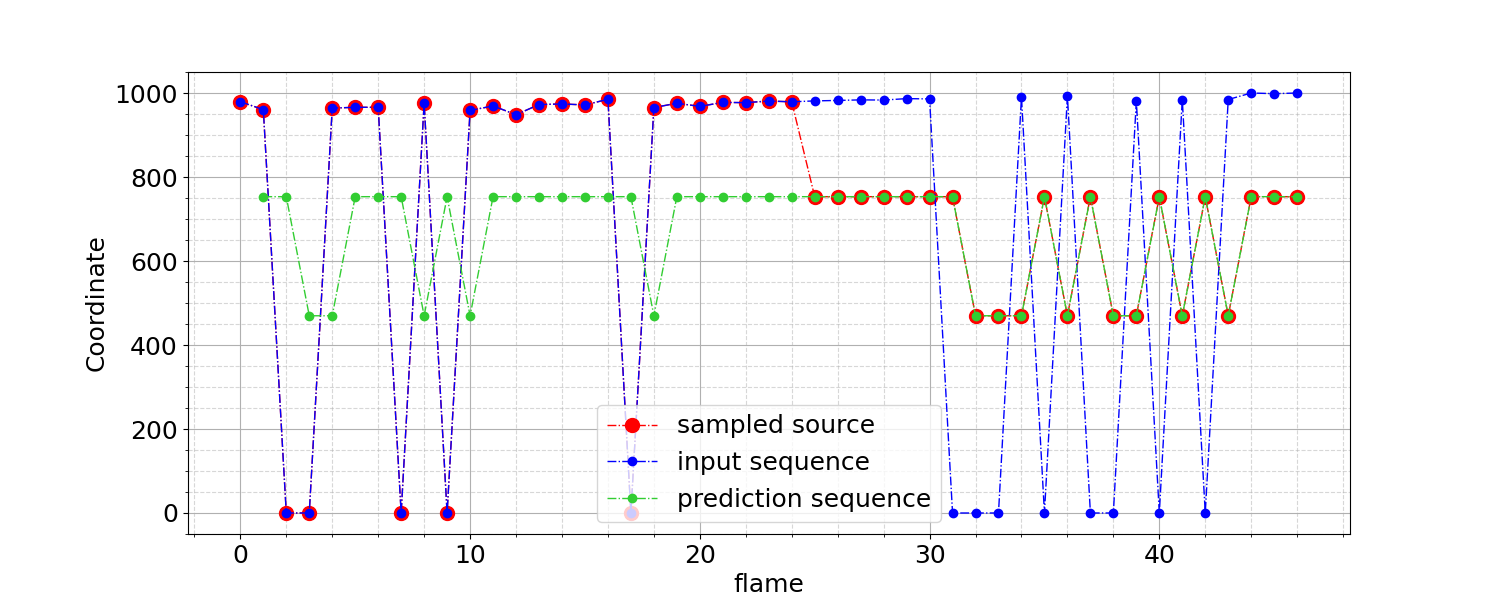 1000
800
600
400
200
0
Coordinate
sampled source
input sequence
prediction sequence
0 10 20 30 40
flame